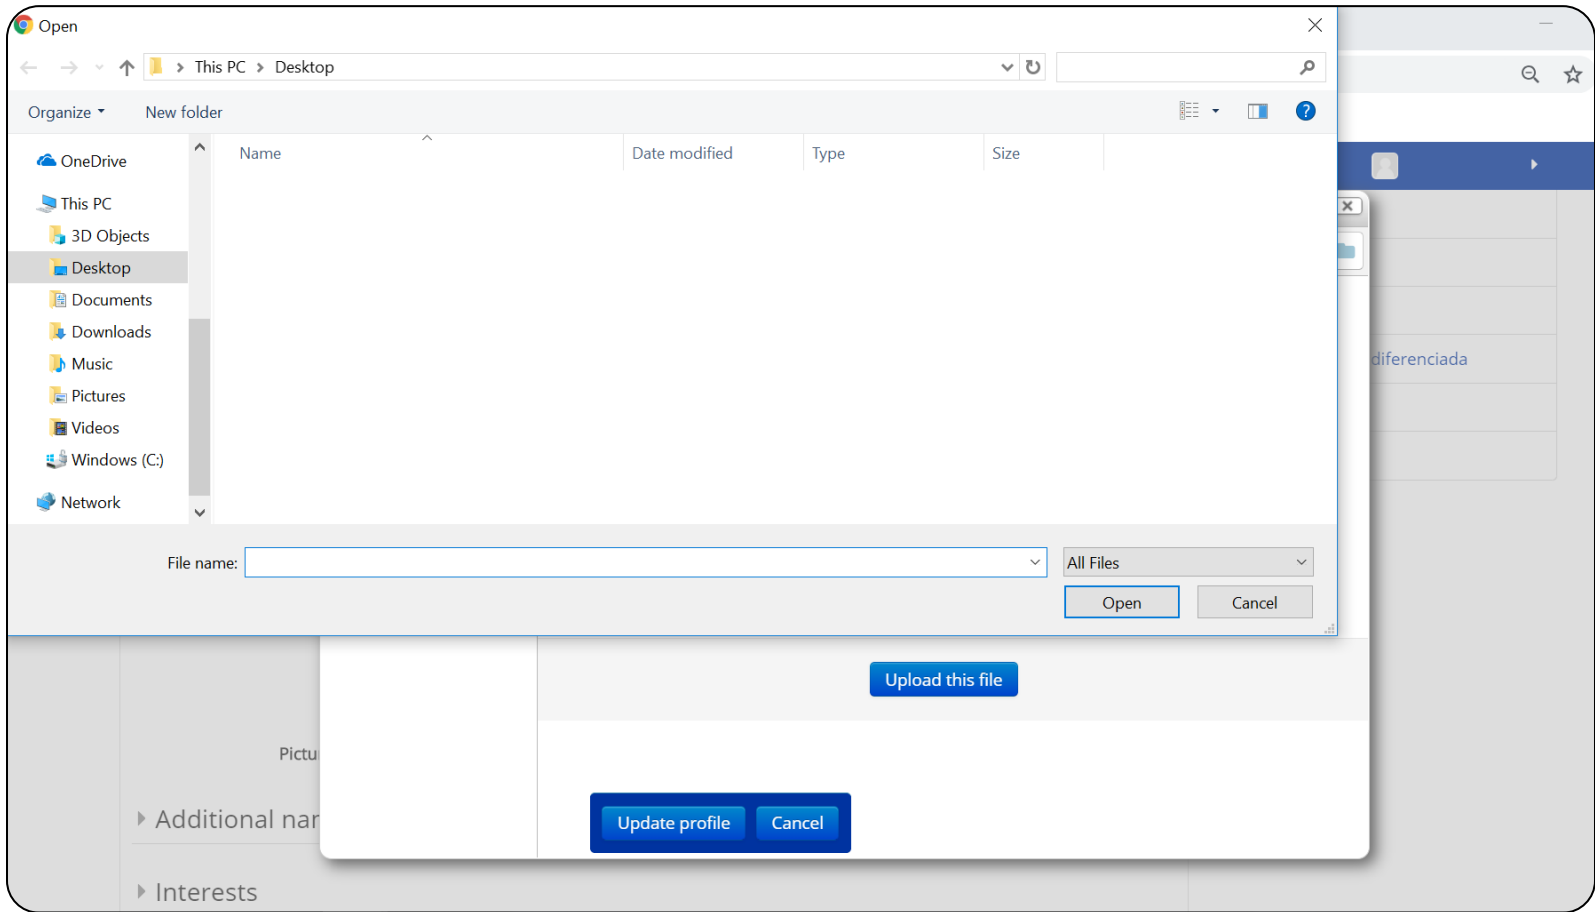 Open
This PC > Desktop
Organize New folder
Name Date modified Type Size
OneDrive
This PC
3D Objects
Desktop
Documents
Downloads
Music
Pictures
Videos
Windows (C:)
Network
diferenciada
File name: All Files
Open Cancel
Upload this file
Pictu
Update profile Cancel
Additional nar
Interests